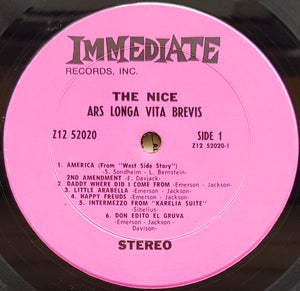 IMMEDIATE
RECORDS, INC.
THE NICE
ARS LONGA VITA BREVIS
Z12 52020
SIDE 1
Z12 52020-1
1. AMERICA (From "West Side Story")
-S. Sondheim - L. Bernstein-
2ND AMENDMENT -E. Davjack-
2. DADDY WHERE DID I COME FROM -Emerson - Jackson-
3. LITTLE ARABELLA -Emerson - Jackson-
4. HAPPY FREUDS -Emerson - Jackson-
5. INTERMEZZO FROM "KARELIA SUITE"
-Sibelius-
6. DON EDITO EL GRUVA
-Emerson - Jackson -
Davison-
STEREO